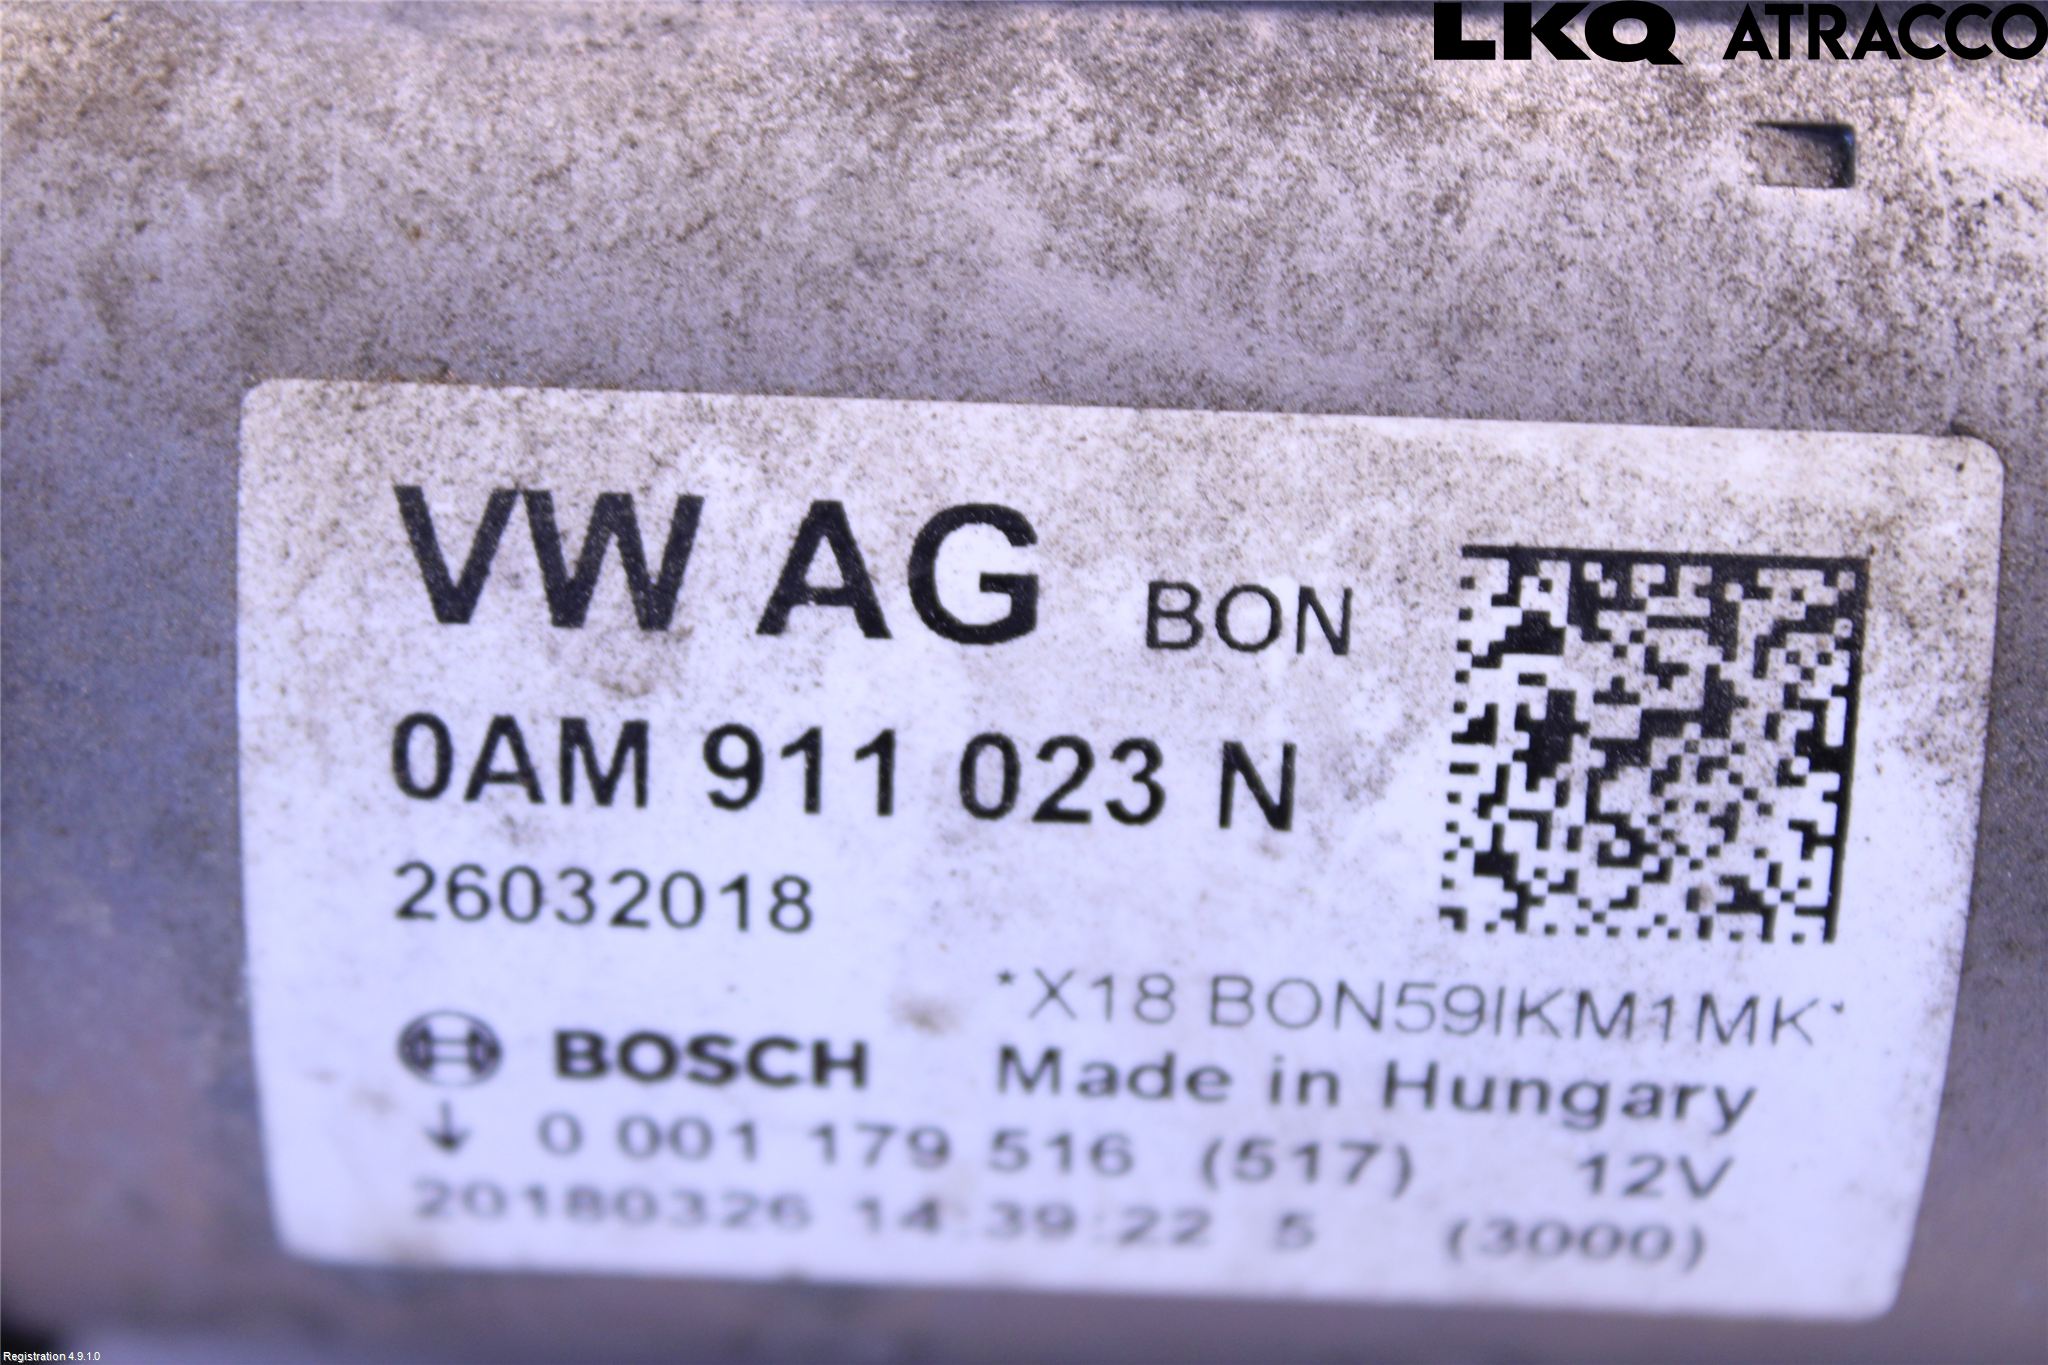 LKQ ATRACCO
VW AG BON
0AM 911 023 N
26032018
*X18 BON59IKM1MK*
BOSCH Made in Hungary
↓ 0 001 179 516 (517) 12V
20180326 14:39:22 5 (3000)
Registration 4.9.1.0